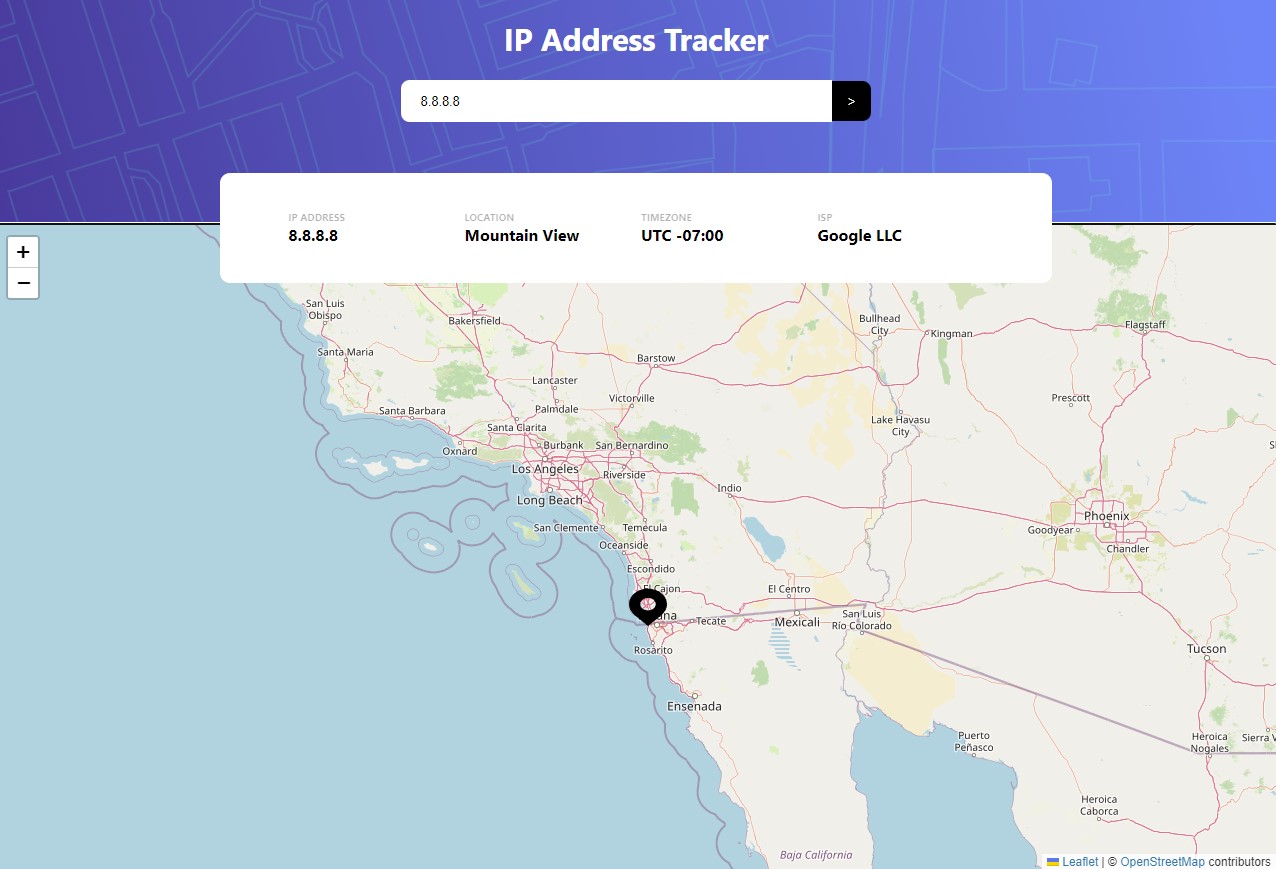 IP Address Tracker
8.8.8.8
>
IP ADDRESS
LOCATION
TIMEZONE
ISP
8.8.8.8
Mountain View
UTC -07:00
Google LLC
+
−
San Luis
Obispo
Bakersfield
Bullhead
City
Kingman
Flagstaff
Santa Maria
Barstow
Lancaster
Victorville
Prescott
Santa Barbara
Palmdale
Lake Havasu
City
Santa Clarita
Burbank
San Bernardino
Oxnard
Los Angeles
Riverside
Indio
Long Beach
Phoenix
San Clemente
Temecula
Goodyear
Oceanside
Chandler
Escondido
El Cajon
El Centro
ana
Tecate
Mexicali
San Luis
Río Colorado
Rosarito
Tucson
Ensenada
Puerto
Peñasco
Heroica
Nogales
Sierra V
Heroica
Caborca
Baja California
Leaflet | © OpenStreetMap contributors